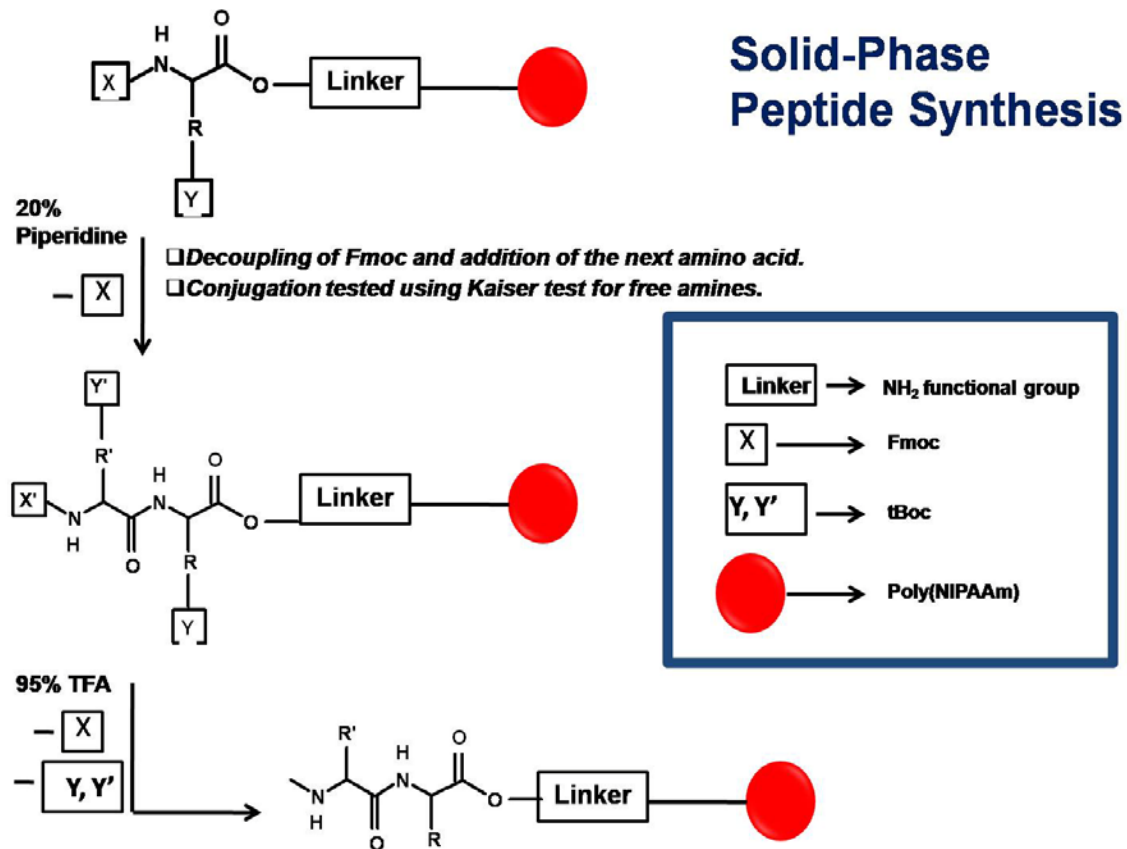 Solid-Phase
Peptide Synthesis
H
O
X
N
O
Linker
R
Y
20%
Piperidine
– X
❑Decoupling of Fmoc and addition of the next amino acid.
❑Conjugation tested using Kaiser test for free amines.
Linker
NH₂ functional group
X
Fmoc
Y, Y'
tBoc
Poly(NIPAAm)
Y'
R'
H
O
X'
N
N
O
Linker
H
O
R
Y
95% TFA
– X
– Y, Y'
R'
H
O
N
N
O
Linker
H
O
R